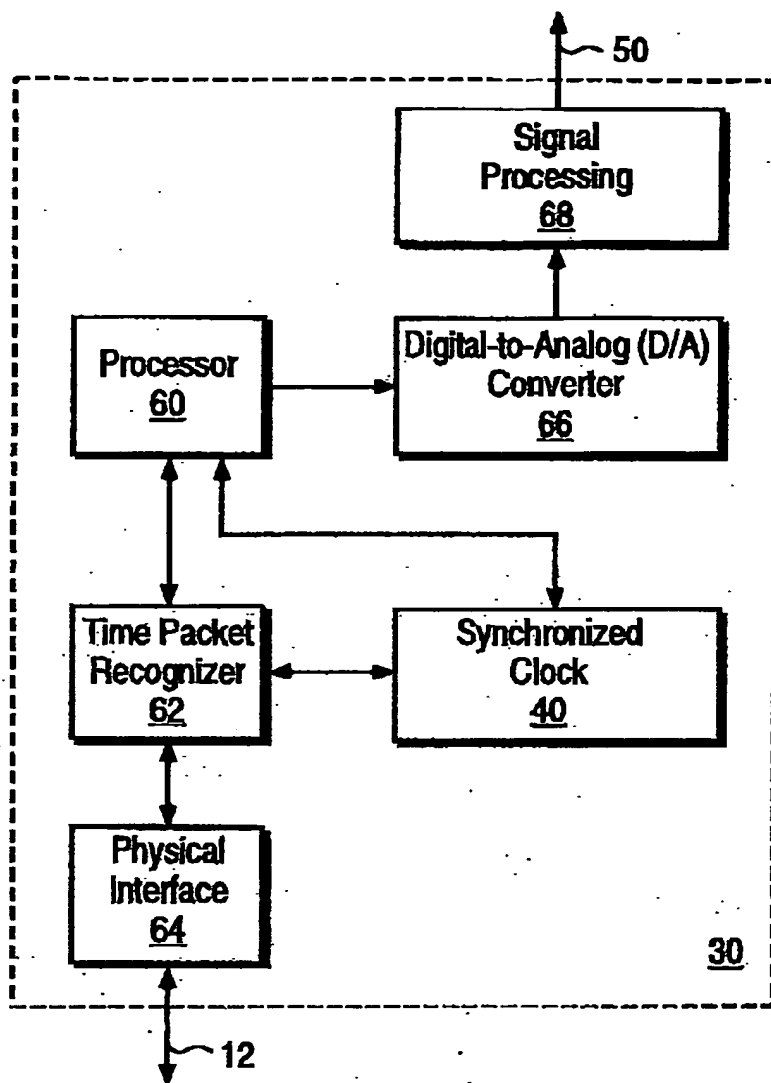 50
Signal
Processing
68
Processor
60
Digital-to-Analog (D/A)
Converter
66
Time Packet
Recognizer
62
Synchronized
Clock
40
Physical
Interface
64
30
12